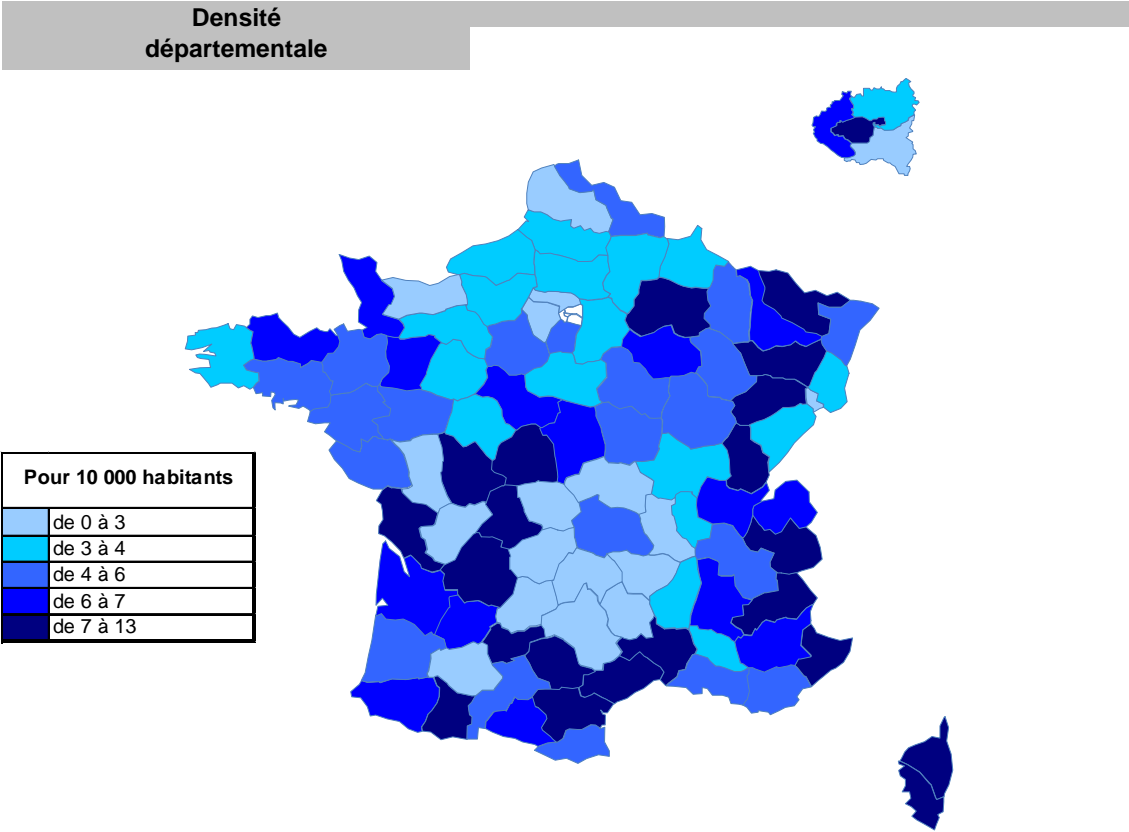 Densité
départementale
Pour 10 000 habitants
de 0 à 3
de 3 à 4
de 4 à 6
de 6 à 7
de 7 à 13